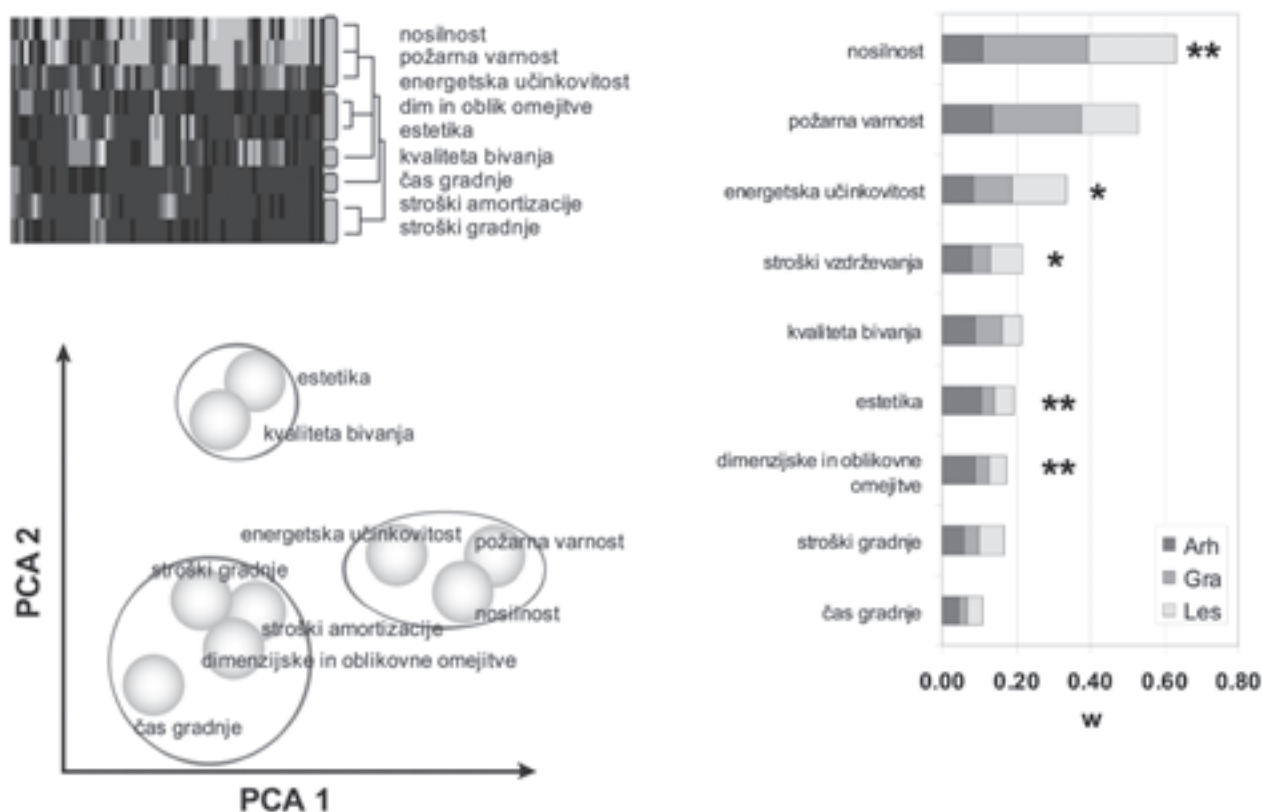 nosilnost
požarna varnost
energetska učinkovitost
dim in oblik omejitve
estetika
kvaliteta bivanja
čas gradnje
stroški amortizacije
stroški gradnje
estetika
kvaliteta bivanja
energetska učinkovitost
požarna varnost
stroški gradnje
nosilnost
stroški amortizacije
dimenzijske in oblikovne omejitve
čas gradnje
PCA 2
PCA 1
nosilnost
**
požarna varnost
energetska učinkovitost
*
stroški vzdrževanja
*
kvaliteta bivanja
estetika
**
dimenzijske in oblikovne
omejitve
**
stroški gradnje
čas gradnje
Arh
Gra
Les
0.00 0.20 0.40 0.60 0.80
w